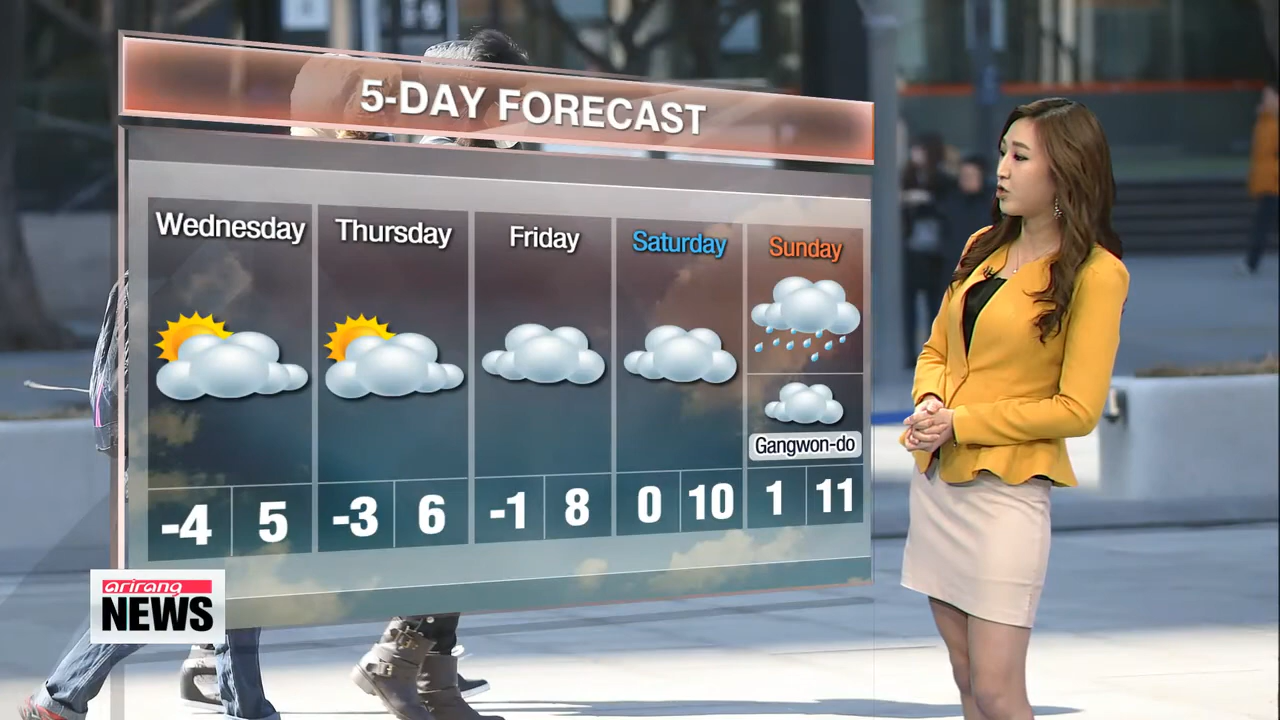 5-DAY FORECAST
Wednesday Thursday Friday Saturday Sunday
Gangwon-do
-4 5 -3 6 -1 8 0 10 1 11
arirang
NEWS